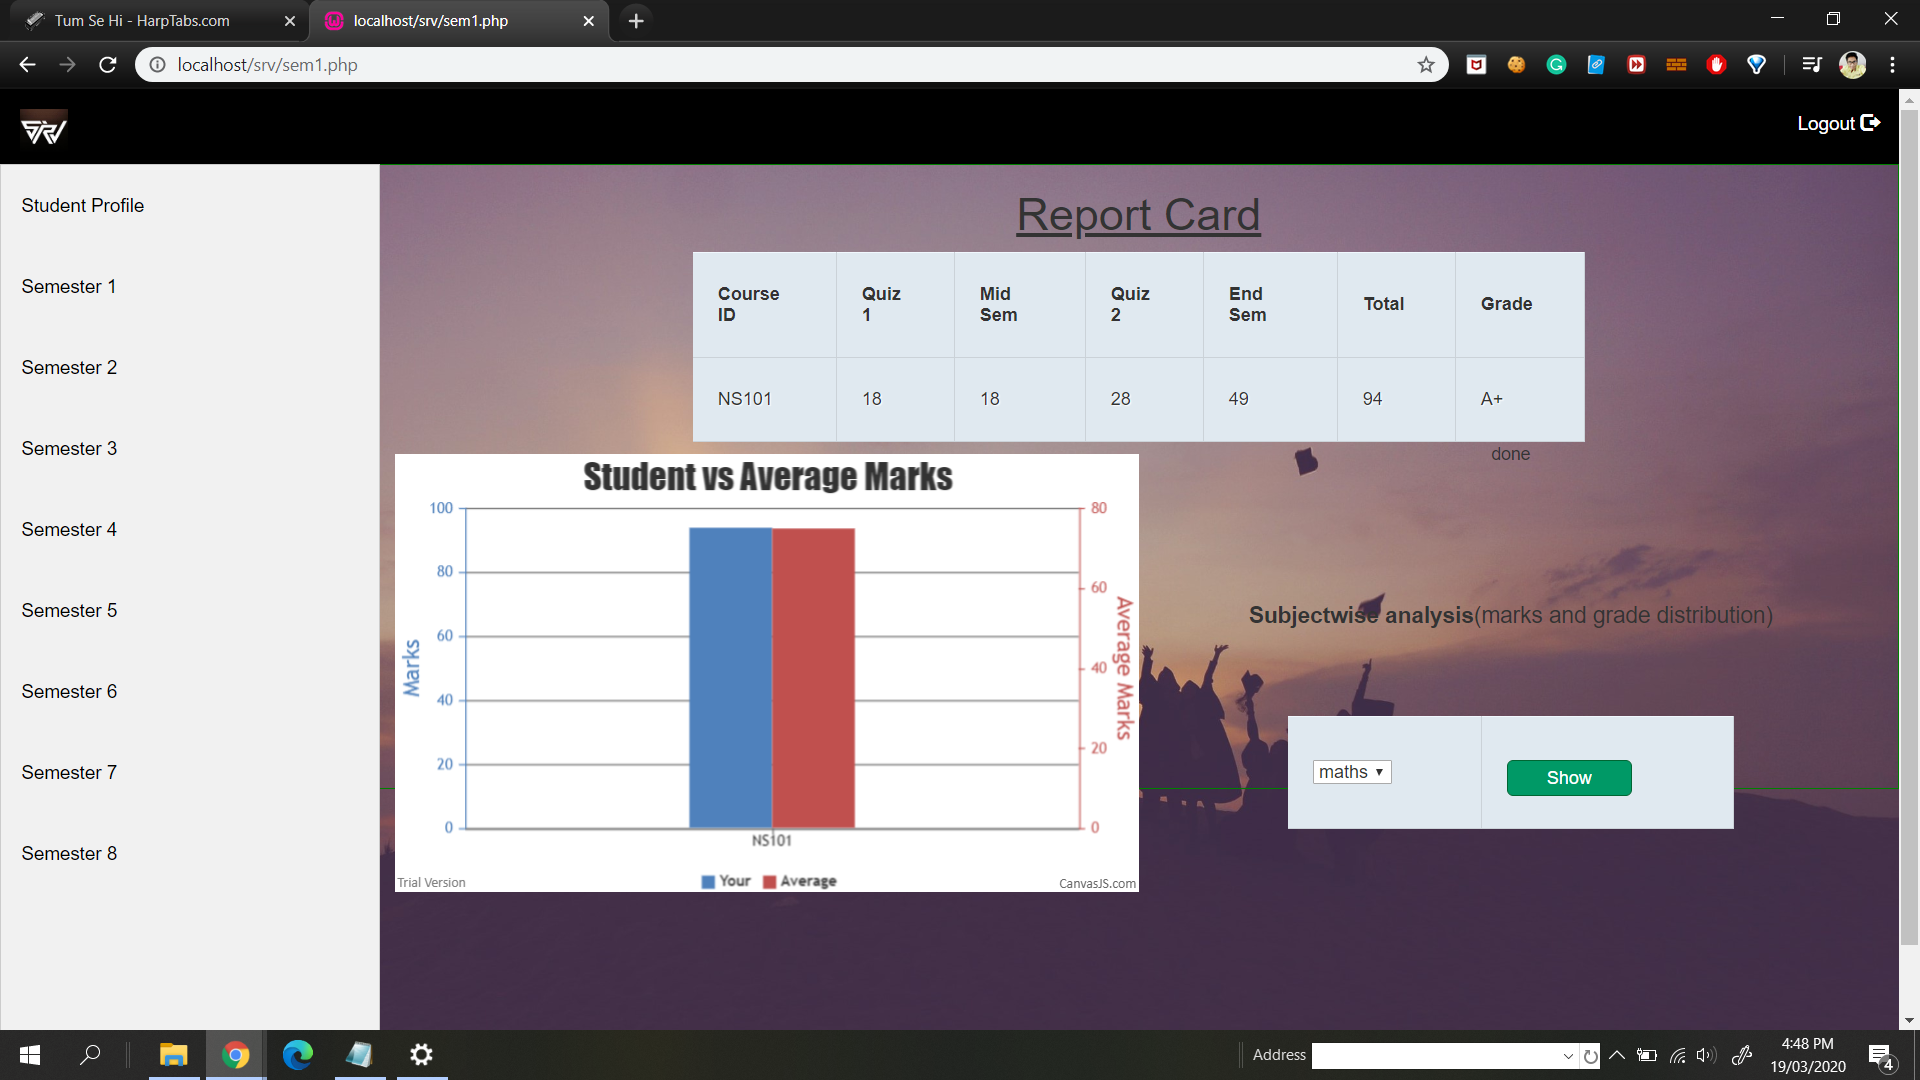 Tum Se Hi - HarpTabs.com
localhost/srv/sem1.php
localhost/srv/sem1.php
SRV
Logout
Student Profile
Semester 1
Semester 2
Semester 3
Semester 4
Semester 5
Semester 6
Semester 7
Semester 8
Report Card
Course ID Quiz 1 Mid Sem Quiz 2 End Sem Total Grade
NS101 18 18 28 49 94 A+
done
Student vs Average Marks
100
80
60
40
20
0
Marks
80
60
40
20
0
Average Marks
NS101
Your Average
Trial Version
CanvasJS.com
Subjectwise analysis(marks and grade distribution)
maths
Show
Address
4:48 PM
19/03/2020
4